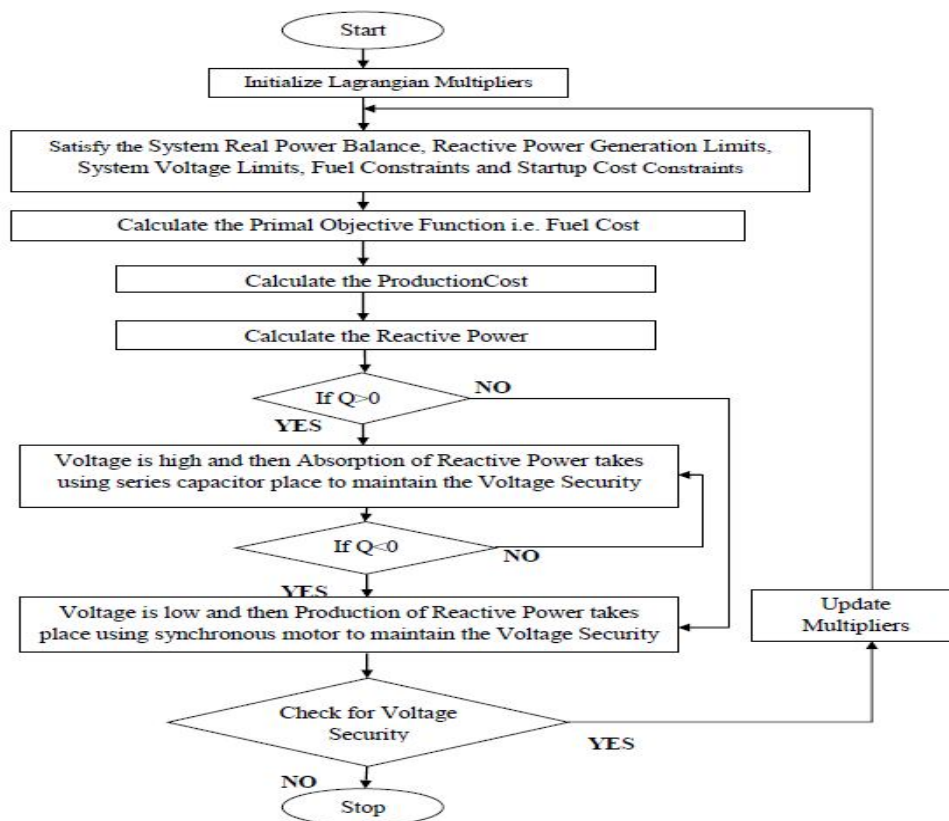 Start
Initialize Lagrangian Multipliers
Satisfy the System Real Power Balance, Reactive Power Generation Limits,
System Voltage Limits, Fuel Constraints and Startup Cost Constraints
Calculate the Primal Objective Function i.e. Fuel Cost
Calculate the ProductionCost
Calculate the Reactive Power
If Q>0
NO
YES
Voltage is high and then Absorption of Reactive Power takes
using series capacitor place to maintain the Voltage Security
If Q<0
NO
YES
Voltage is low and then Production of Reactive Power takes
place using synchronous motor to maintain the Voltage Security
Update
Multipliers
Check for Voltage
Security
YES
NO
Stop